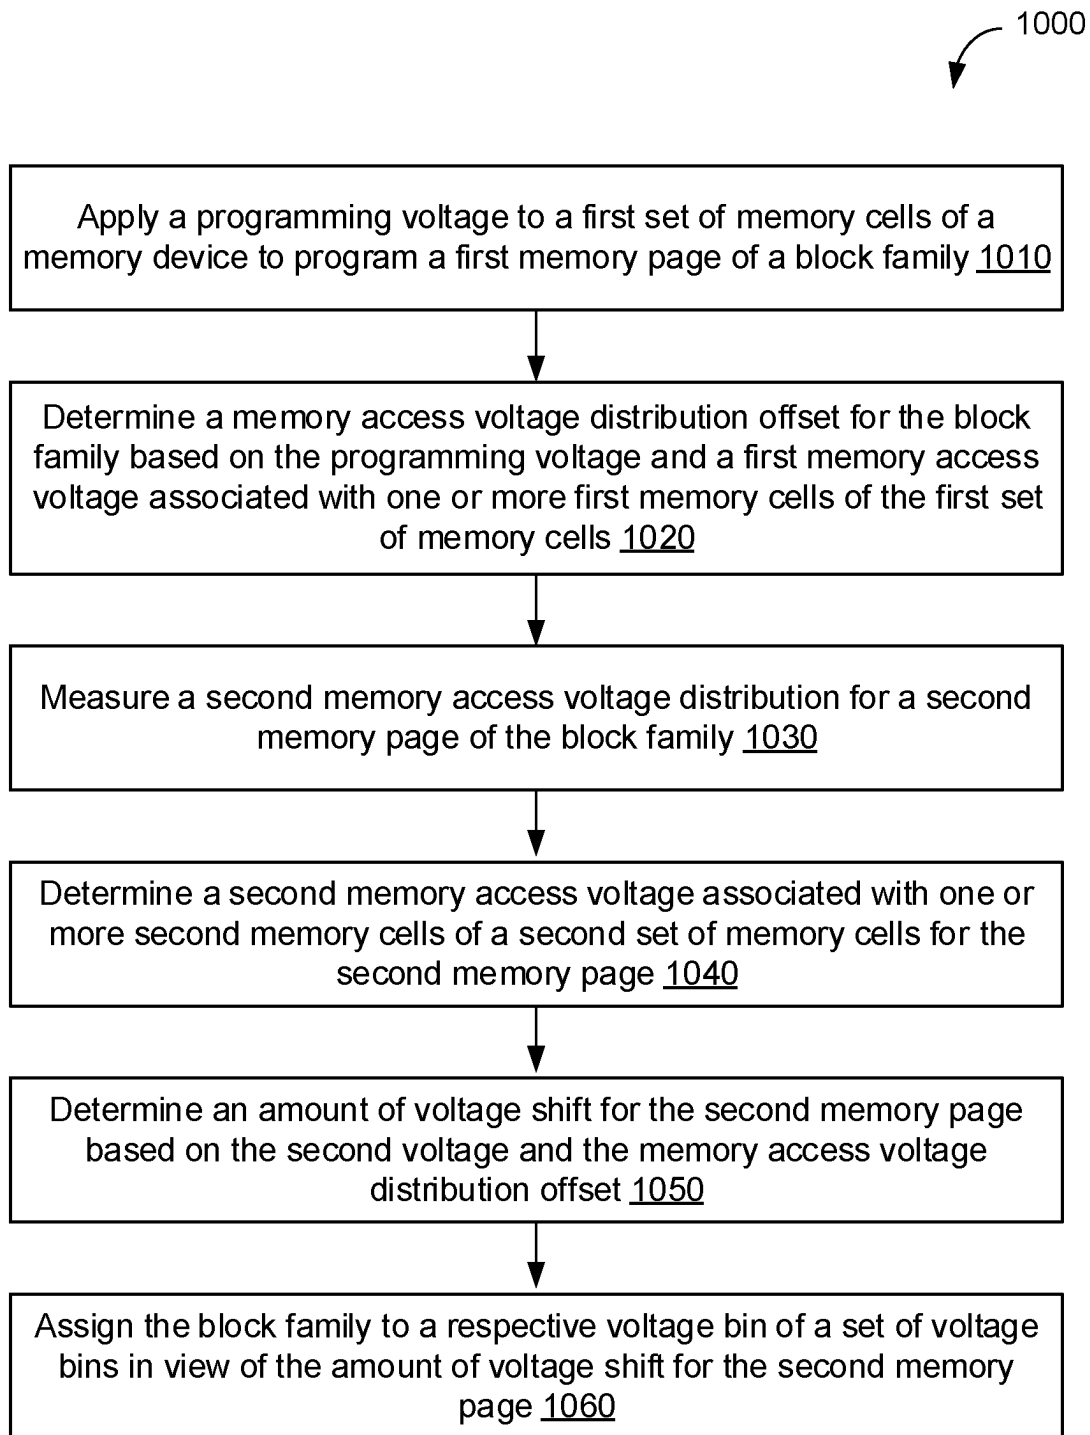 1000
Apply a programming voltage to a first set of memory cells of a
memory device to program a first memory page of a block family 1010
Determine a memory access voltage distribution offset for the block
family based on the programming voltage and a first memory access
voltage associated with one or more first memory cells of the first set
of memory cells 1020
Measure a second memory access voltage distribution for a second
memory page of the block family 1030
Determine a second memory access voltage associated with one or
more second memory cells of a second set of memory cells for the
second memory page 1040
Determine an amount of voltage shift for the second memory page
based on the second voltage and the memory access voltage
distribution offset 1050
Assign the block family to a respective voltage bin of a set of voltage
bins in view of the amount of voltage shift for the second memory
page 1060